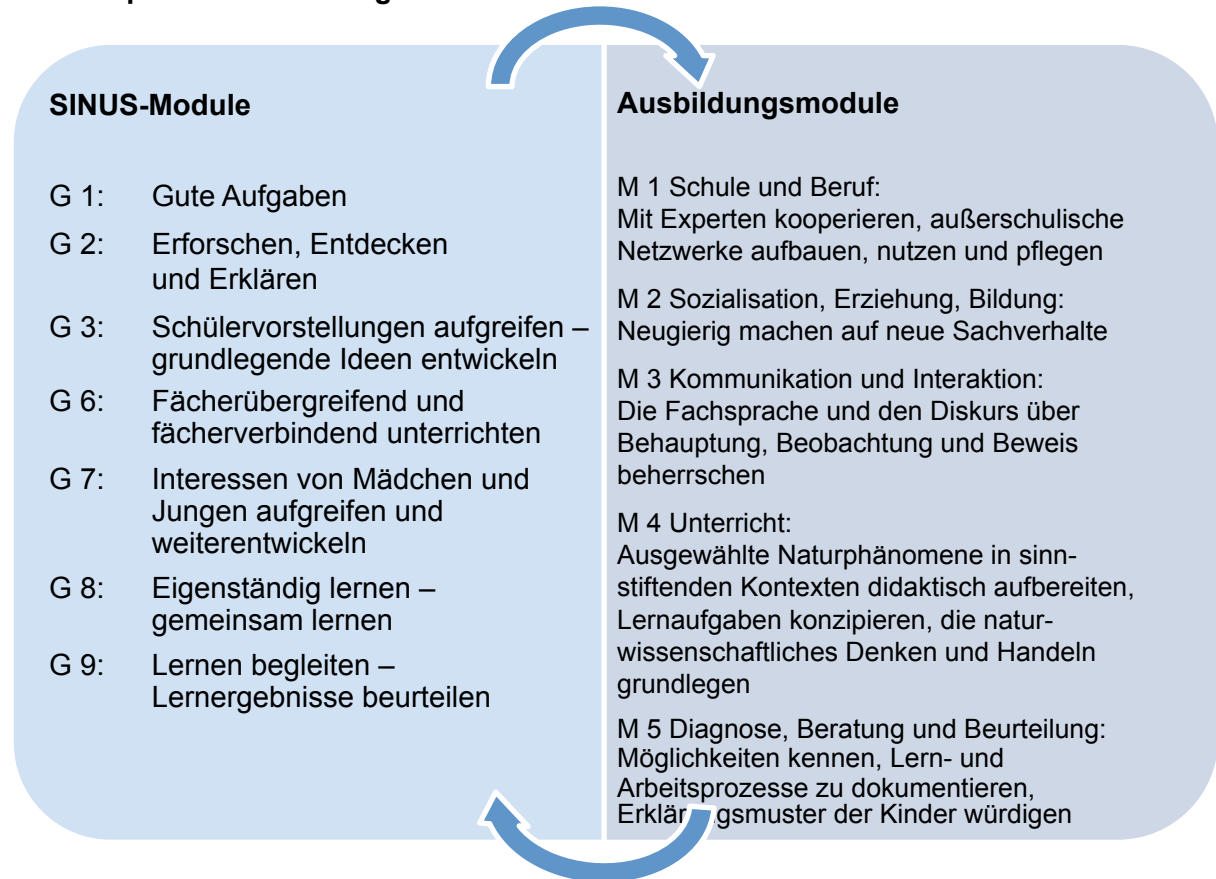 SINUS-Module
G 1: Gute Aufgaben
G 2: Erforschen, Entdecken
und Erklären
G 3: Schülervorstellungen aufgreifen –
grundlegende Ideen entwickeln
G 6: Fächerübergreifend und
fächerverbindend unterrichten
G 7: Interessen von Mädchen und
Jungen aufgreifen und
weiterentwickeln
G 8: Eigenständig lernen –
gemeinsam lernen
G 9: Lernen begleiten –
Lernergebnisse beurteilen
Ausbildungsmodule
M 1 Schule und Beruf:
Mit Experten kooperieren, außerschulische
Netzwerke aufbauen, nutzen und pflegen
M 2 Sozialisation, Erziehung, Bildung:
Neugierig machen auf neue Sachverhalte
M 3 Kommunikation und Interaktion:
Die Fachsprache und den Diskurs über
Behauptung, Beobachtung und Beweis
beherrschen
M 4 Unterricht:
Ausgewählte Naturphänomene in sinn-
stiftenden Kontexten didaktisch aufbereiten,
Lernaufgaben konzipieren, die natur-
wissenschaftliches Denken und Handeln
grundlegen
M 5 Diagnose, Beratung und Beurteilung:
Möglichkeiten kennen, Lern- und
Arbeitsprozesse zu dokumentieren,
Erklärungsmuster der Kinder würdigen